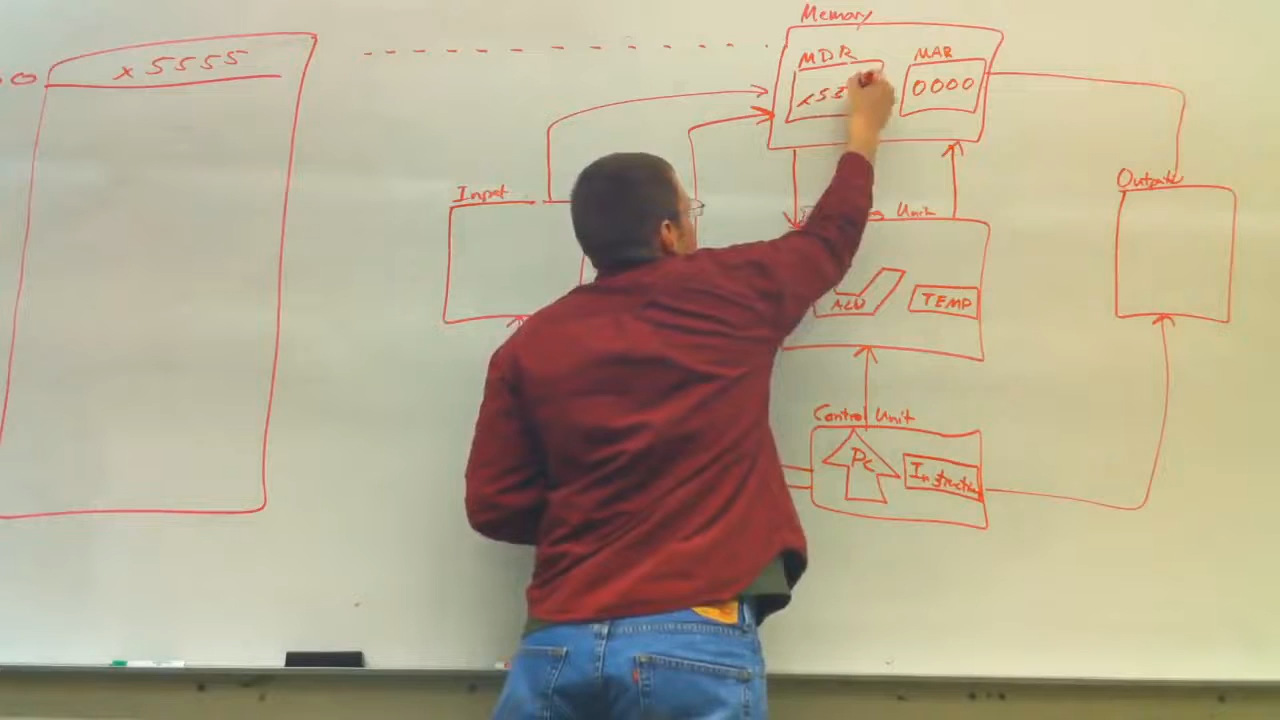 Memory
MDR MAR
x5555
0000
Input
Unit
Output
ALU
TEMP
Control Unit
PC
Instruction